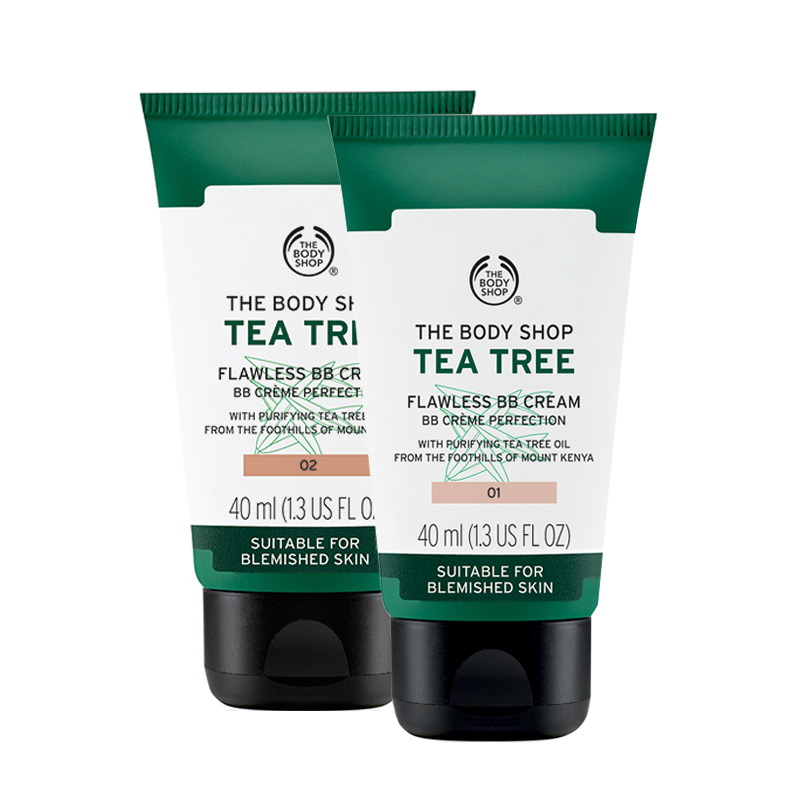 THE
BODY
SHOP
®
THE BODY SH
TEA TRE
FLAWLESS BB CR
BB CRÈME PERFECT
WITH PURIFYING TEA TREE
FROM THE FOOTHILLS OF MOUN
02
40 ml (1.3 US FL O
SUITABLE FOR
BLEMISHED SKIN
THE
BODY
SHOP
®
THE BODY SHOP
TEA TREE
FLAWLESS BB CREAM
BB CRÈME PERFECTION
WITH PURIFYING TEA TREE OIL
FROM THE FOOTHILLS OF MOUNT KENYA
01
40 ml (1.3 US FL OZ)
SUITABLE FOR
BLEMISHED SKIN